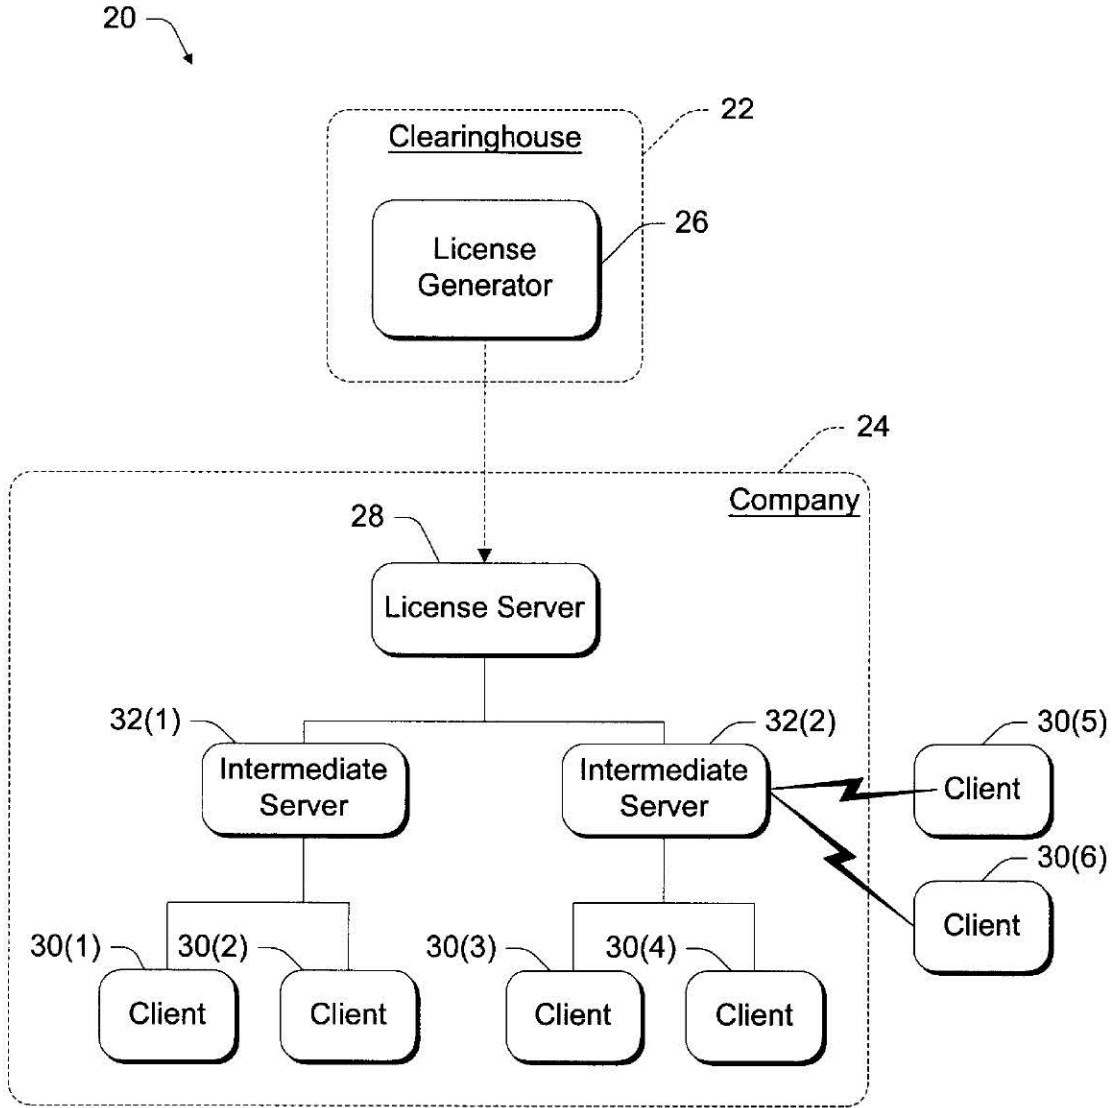 20
22
Clearinghouse
26
License
Generator
24
Company
28
License Server
32(1)
32(2)
30(5)
Intermediate
Server
Intermediate
Server
Client
30(6)
Client
30(1)
30(2)
30(3)
30(4)
Client
Client
Client
Client